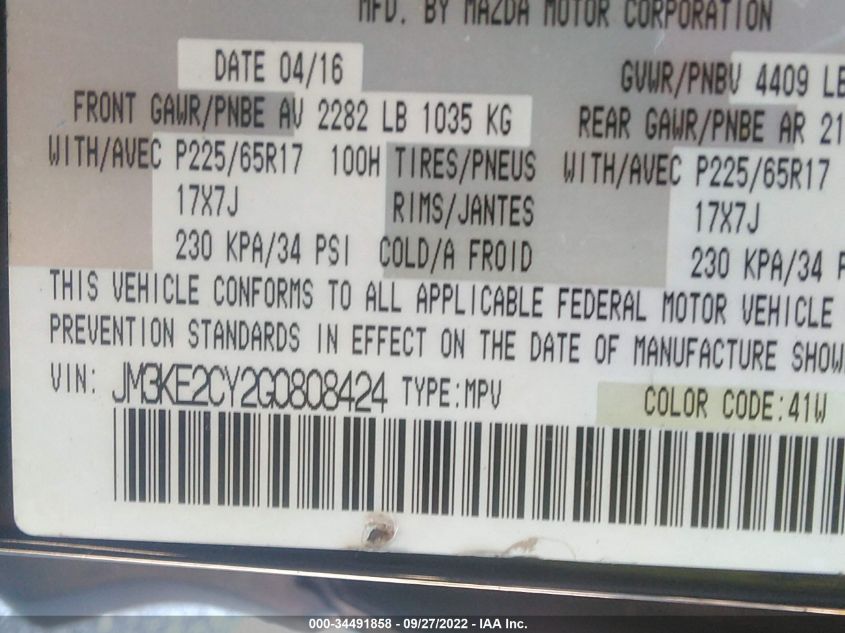 MFD. BY MAZDA MOTOR CORPORATION
DATE 04/16 GVWR/PNBV 4409 LB
FRONT GAWR/PNBE AV 2282 LB 1035 KG REAR GAWR/PNBE AR 21
WITH/AVEC P225/65R17 100H TIRES/PNEUS WITH/AVEC P225/65R17
17X7J RIMS/JANTES 17X7J
230 KPA/34 PSI COLD/A FROID 230 KPA/34 P
THIS VEHICLE CONFORMS TO ALL APPLICABLE FEDERAL MOTOR VEHICLE
PREVENTION STANDARDS IN EFFECT ON THE DATE OF MANUFACTURE SHOW
VIN: JM3KE2CY2G0808424 TYPE:MPV COLOR CODE:41W
000-34491858 - 09/27/2022 - IAA Inc.